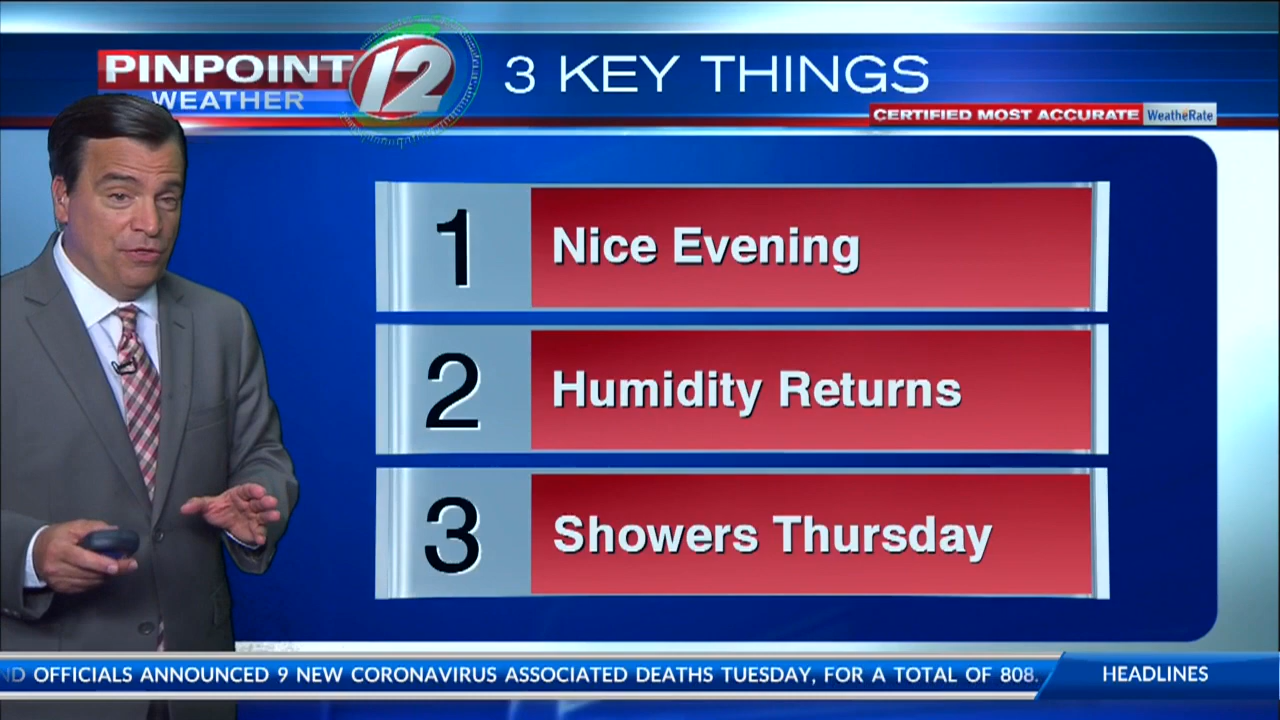 PINPOINT 12 3 KEY THINGS
WEATHER
CERTIFIED MOST ACCURATE WeatheRate
1 Nice Evening
2 Humidity Returns
3 Showers Thursday
ND OFFICIALS ANNOUNCED 9 NEW CORONAVIRUS ASSOCIATED DEATHS TUESDAY, FOR A TOTAL OF 808. HEADLINES